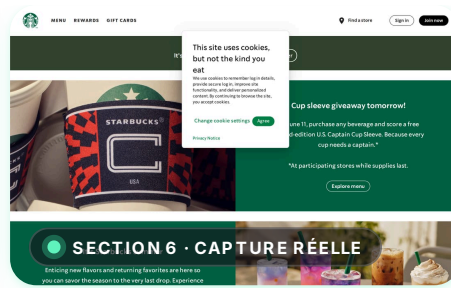 MENU REWARDS GIFT CARDS
Find a store
Sign in
Join now
It's
This site uses cookies,
but not the kind you
eat
We use cookies to remember log in details,
provide secure log in, improve site
functionality, and deliver personalized
content. By continuing to browse the site,
you accept cookies.
Change cookie settings
Agree
Privacy Notice
STARBUCKS®
C
USA
Cup sleeve giveaway tomorrow!
une 11, purchase any beverage and score a free
d-edition U.S. Captain Cup Sleeve. Because every
cup needs a captain.*
*At participating stores while supplies last.
Explore menu
SECTION 6 · CAPTURE RÉELLE
Enticing new flavors and returning favorites are here so
you can savor the season to the very last drop. Experience